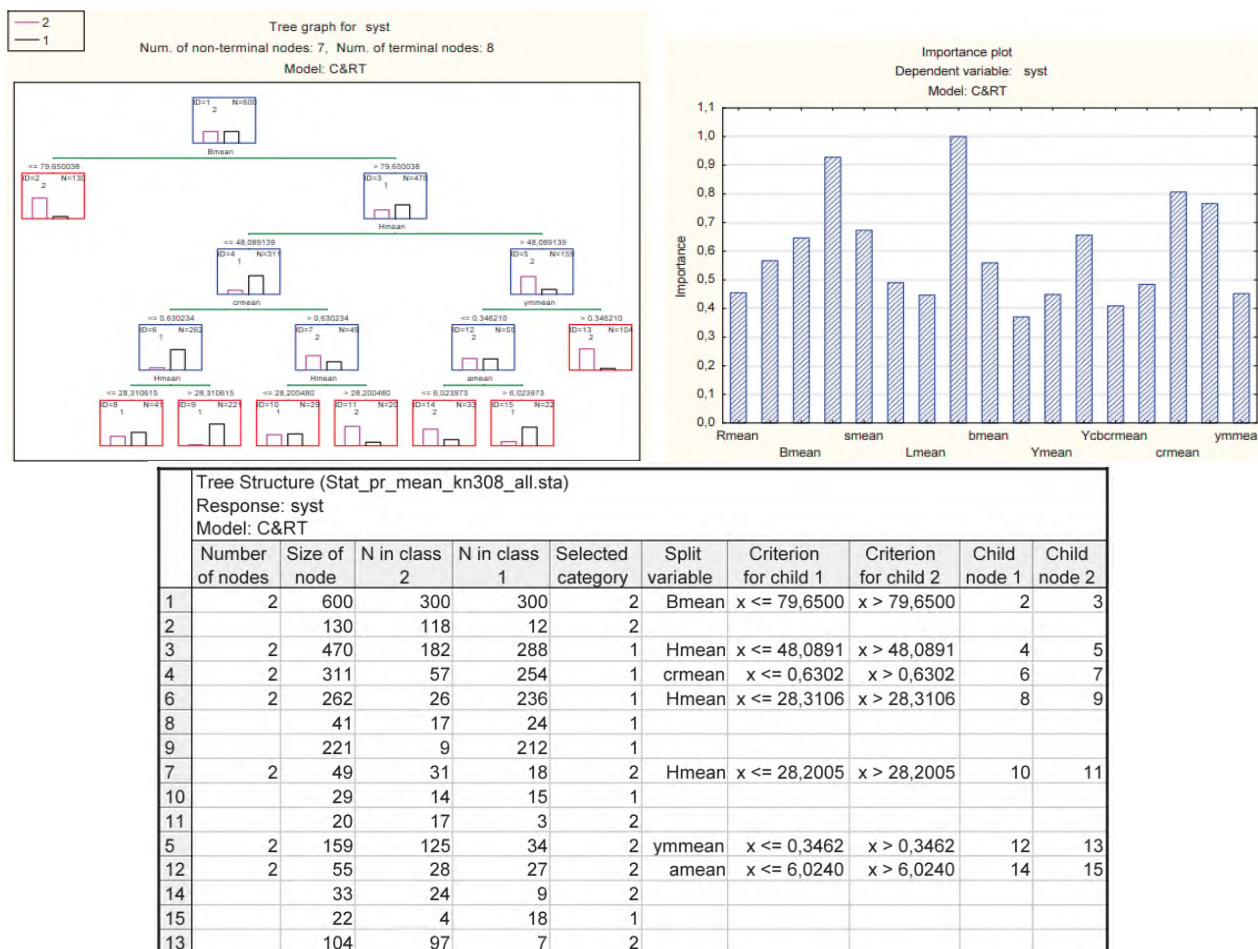 2
1
Tree graph for syst
Num. of non-terminal nodes: 7, Num. of terminal nodes: 8
Model: C&RT
ID=1 N=600
2
Bmean
<= 79,650038 > 79,650038
ID=2 N=130
2
ID=3 N=470
1
Hmean
<= 48,089139 > 48,089139
ID=4 N=311
1
ID=5 N=159
2
crmean
ymmean
<= 0,630234 > 0,630234
<= 0,346210 > 0,346210
ID=6 N=262
1
ID=7 N=49
2
ID=12 N=55
2
ID=13 N=104
2
Hmean
Hmean
amean
<= 28,310615 > 28,310615
<= 28,200480 > 28,200480
<= 6,023973 > 6,023973
ID=8 N=41
1
ID=9 N=221
1
ID=10 N=29
1
ID=11 N=20
2
ID=14 N=33
2
ID=15 N=22
1
Importance plot
Dependent variable: syst
Model: C&RT
Importance
1,1
1,0
0,9
0,8
0,7
0,6
0,5
0,4
0,3
0,2
0,1
0,0
Rmean smean bmean Ycbcrmean ymmea
Bmean Lmean Ymean crmean
Tree Structure (Stat_pr_mean_kn308_all.sta)
Response: syst
Model: C&RT
Number Size of N in class N in class Selected Split Criterion Criterion Child Child
of nodes node 2 1 category variable for child 1 for child 2 node 1 node 2
1 2 600 300 300 2 Bmean x <= 79,6500 x > 79,6500 2 3
2 130 118 12 2
3 2 470 182 288 1 Hmean x <= 48,0891 x > 48,0891 4 5
4 2 311 57 254 1 crmean x <= 0,6302 x > 0,6302 6 7
6 2 262 26 236 1 Hmean x <= 28,3106 x > 28,3106 8 9
8 41 17 24 1
9 221 9 212 1
7 2 49 31 18 2 Hmean x <= 28,2005 x > 28,2005 10 11
10 29 14 15 1
11 20 17 3 2
5 2 159 125 34 2 ymmean x <= 0,3462 x > 0,3462 12 13
12 2 55 28 27 2 amean x <= 6,0240 x > 6,0240 14 15
14 33 24 9 2
15 22 4 18 1
13 104 97 7 2